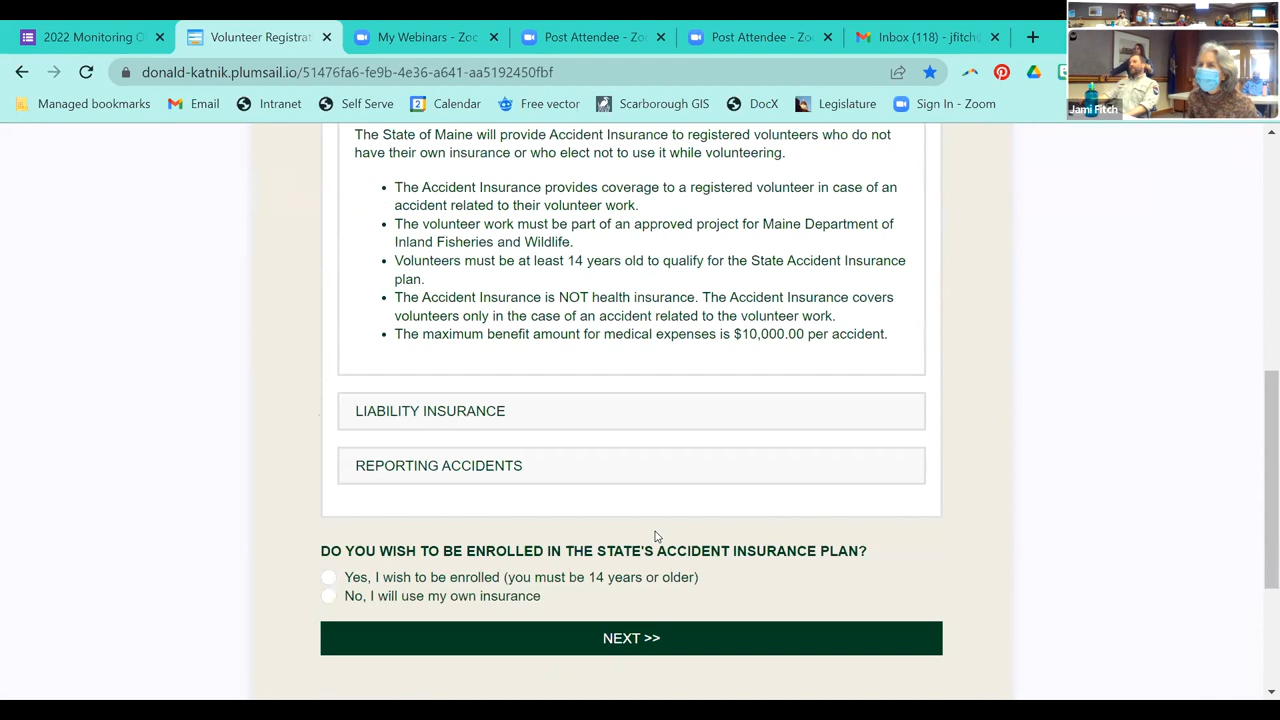 2022 Monitoring O
Volunteer Registrat
My Webinars - Zoo
Post Attendee - Zo
Post Attendee - Zo
Inbox (118) - jfitch@
donald-katnik.plumsail.io/51476fa6-fe9b-4e36-a641-aa5192450fbf
Managed bookmarks
Email
Intranet
Self Serve
2
Calendar
Free vector
Scarborough GIS
DocX
Legislature
Sign In - Zoom
Jami Fitch
The State of Maine will provide Accident Insurance to registered volunteers who do not
have their own insurance or who elect not to use it while volunteering.
• The Accident Insurance provides coverage to a registered volunteer in case of an
accident related to their volunteer work.
• The volunteer work must be part of an approved project for Maine Department of
Inland Fisheries and Wildlife.
• Volunteers must be at least 14 years old to qualify for the State Accident Insurance
plan.
• The Accident Insurance is NOT health insurance. The Accident Insurance covers
volunteers only in the case of an accident related to the volunteer work.
• The maximum benefit amount for medical expenses is $10,000.00 per accident.
LIABILITY INSURANCE
REPORTING ACCIDENTS
DO YOU WISH TO BE ENROLLED IN THE STATE'S ACCIDENT INSURANCE PLAN?
Yes, I wish to be enrolled (you must be 14 years or older)
No, I will use my own insurance
NEXT >>